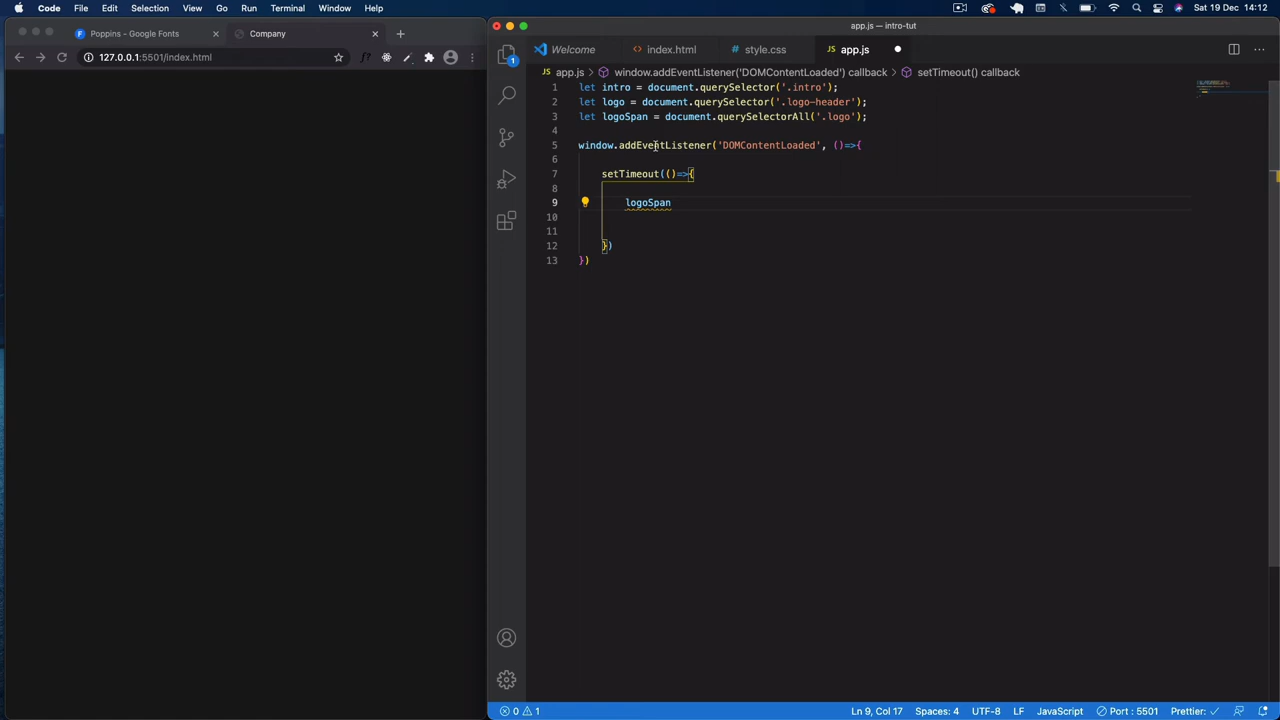 Code File Edit Selection View Go Run Terminal Window Help Sat 19 Dec 14:12
Poppins - Google Fonts Company
127.0.0.1:5501/index.html
app.js — intro-tut
Welcome index.html style.css app.js
app.js > window.addEventListener('DOMContentLoaded') callback > setTimeout() callback
1 let intro = document.querySelector('.intro');
2 let logo = document.querySelector('.logo-header');
3 let logoSpan = document.querySelectorAll('.logo');
4
5 window.addEventListener('DOMContentLoaded', ()=>{
6
7 setTimeout(()=>{
8
9 logoSpan
10
11
12 })
13 })
0 1 Ln 9, Col 17 Spaces: 4 UTF-8 LF JavaScript Port : 5501 Prettier: ✓